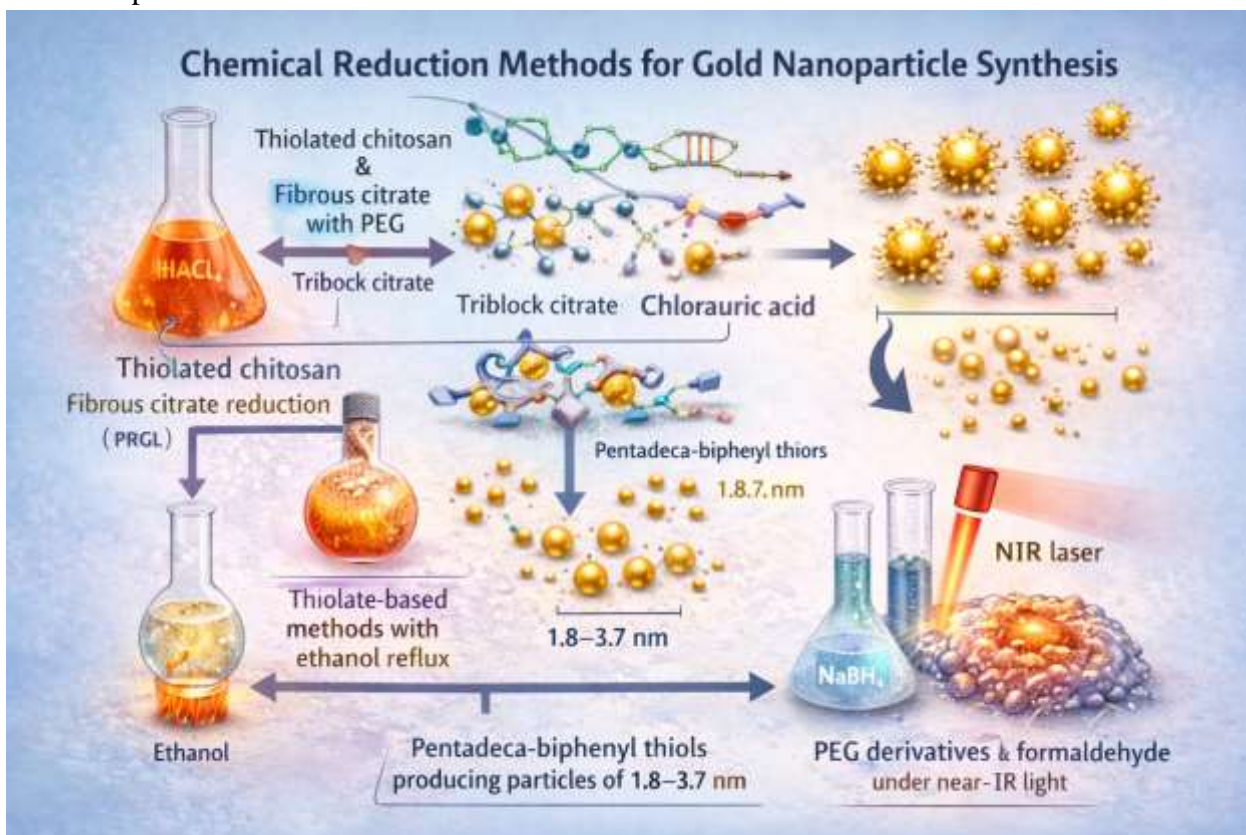 Chemical Reduction Methods for Gold Nanoparticle Synthesis
Thiolated chitosan
&
Fibrous citrate
with PEG
Tribock citrate
Triblock citrate
Chlorauric acid
Thiolated chitosan
Fibrous citrate reduction
(PRGL)
Pentadeca-bipheryl thiors
1.8.7. nm
NIR laser
Thiolate-based
methods with
ethanol reflux
1.8–3.7 nm
NaBH₄
Ethanol
Pentadeca-biphenyl thiols
producing particles of 1.8–3.7 nm
PEG derivatives & formaldehyde
under near-IR light